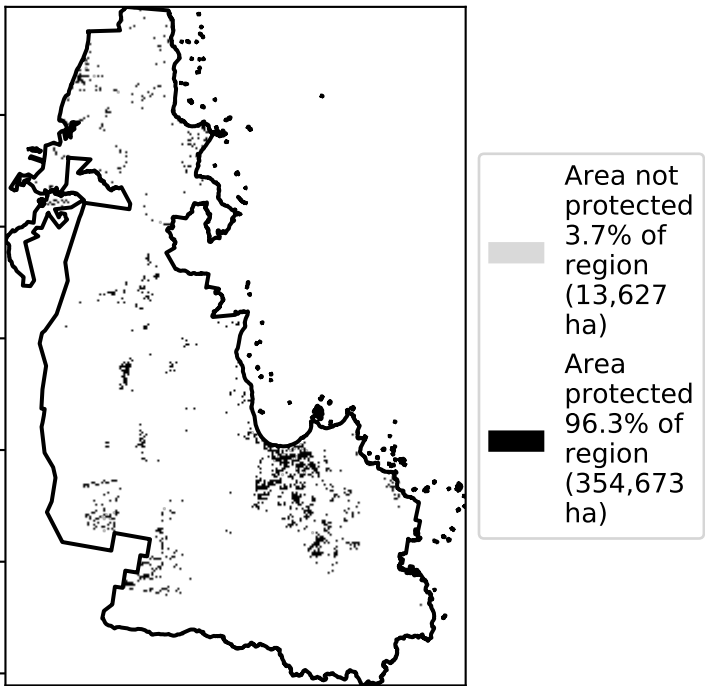 Area not
protected
3.7% of
region
(13,627
ha)
Area
protected
96.3% of
region
(354,673
ha)